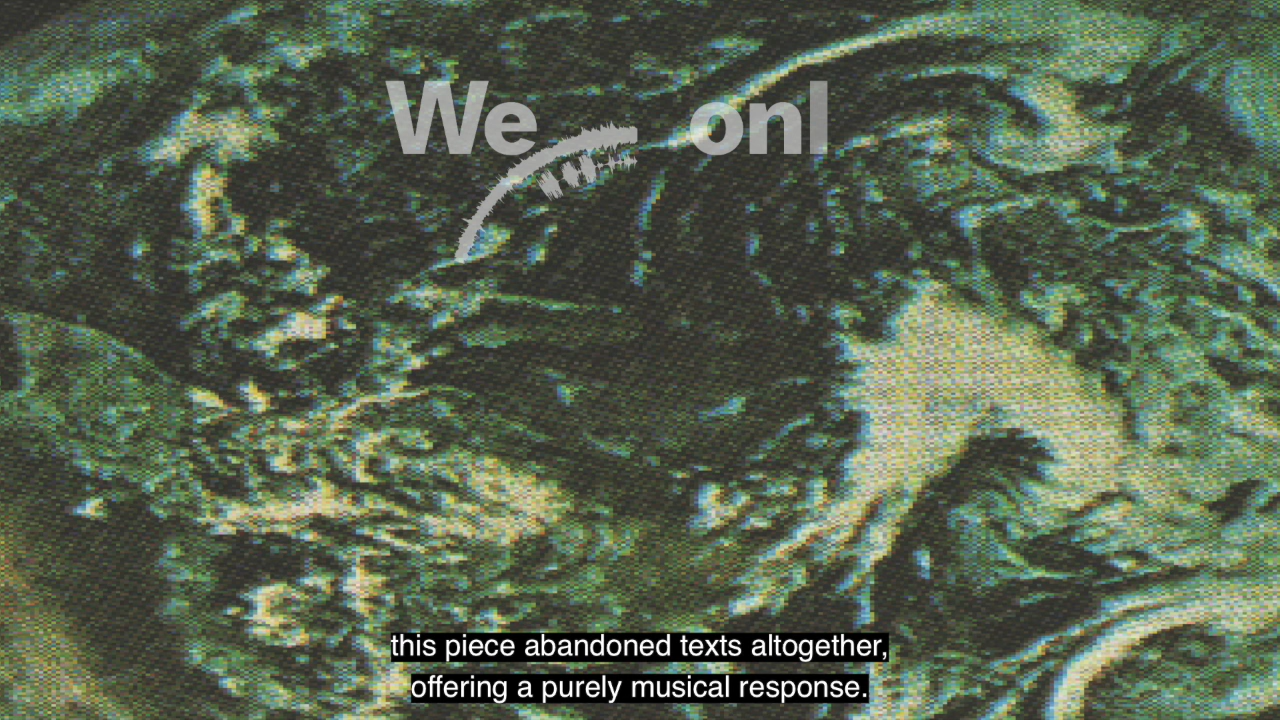 We onl
this piece abandoned texts altogether,
offering a purely musical response.